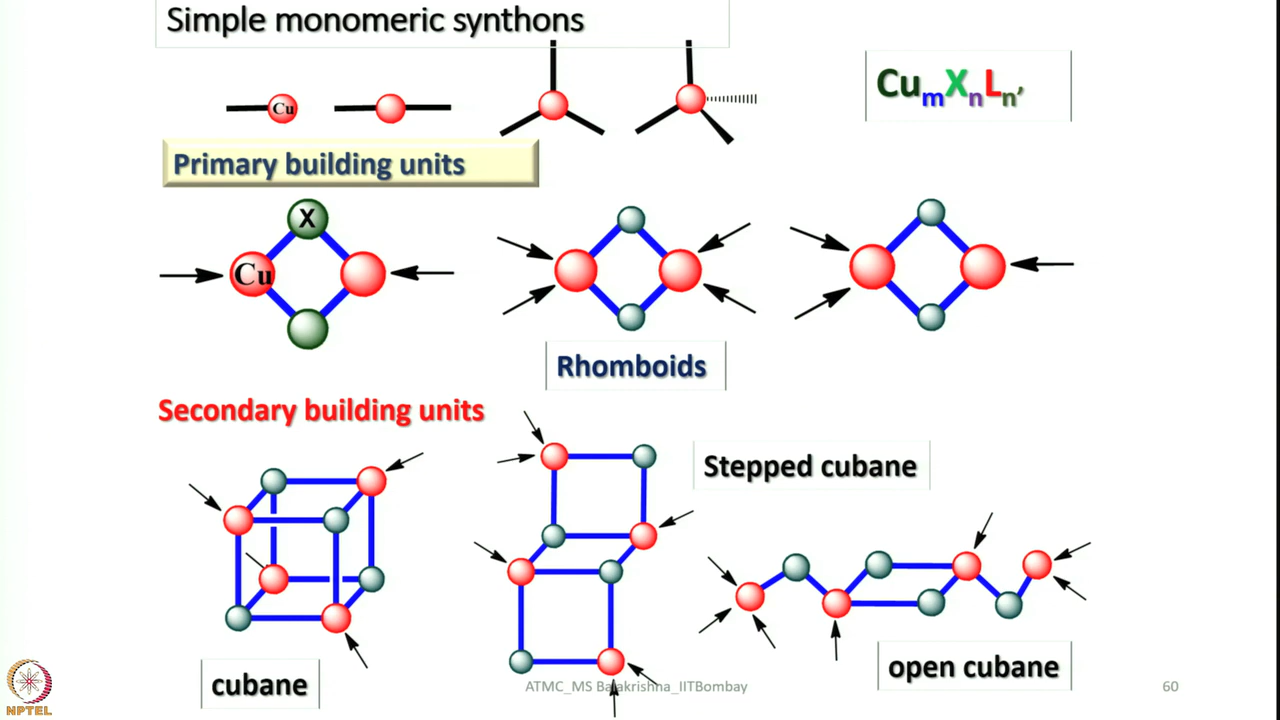 Simple monomeric synthons
Cu
CumXnLn’
Primary building units
X
Cu
Rhomboids
Secondary building units
Stepped cubane
cubane
open cubane
ATMC_MS Balakrishna_IITBombay
60
NPTEL